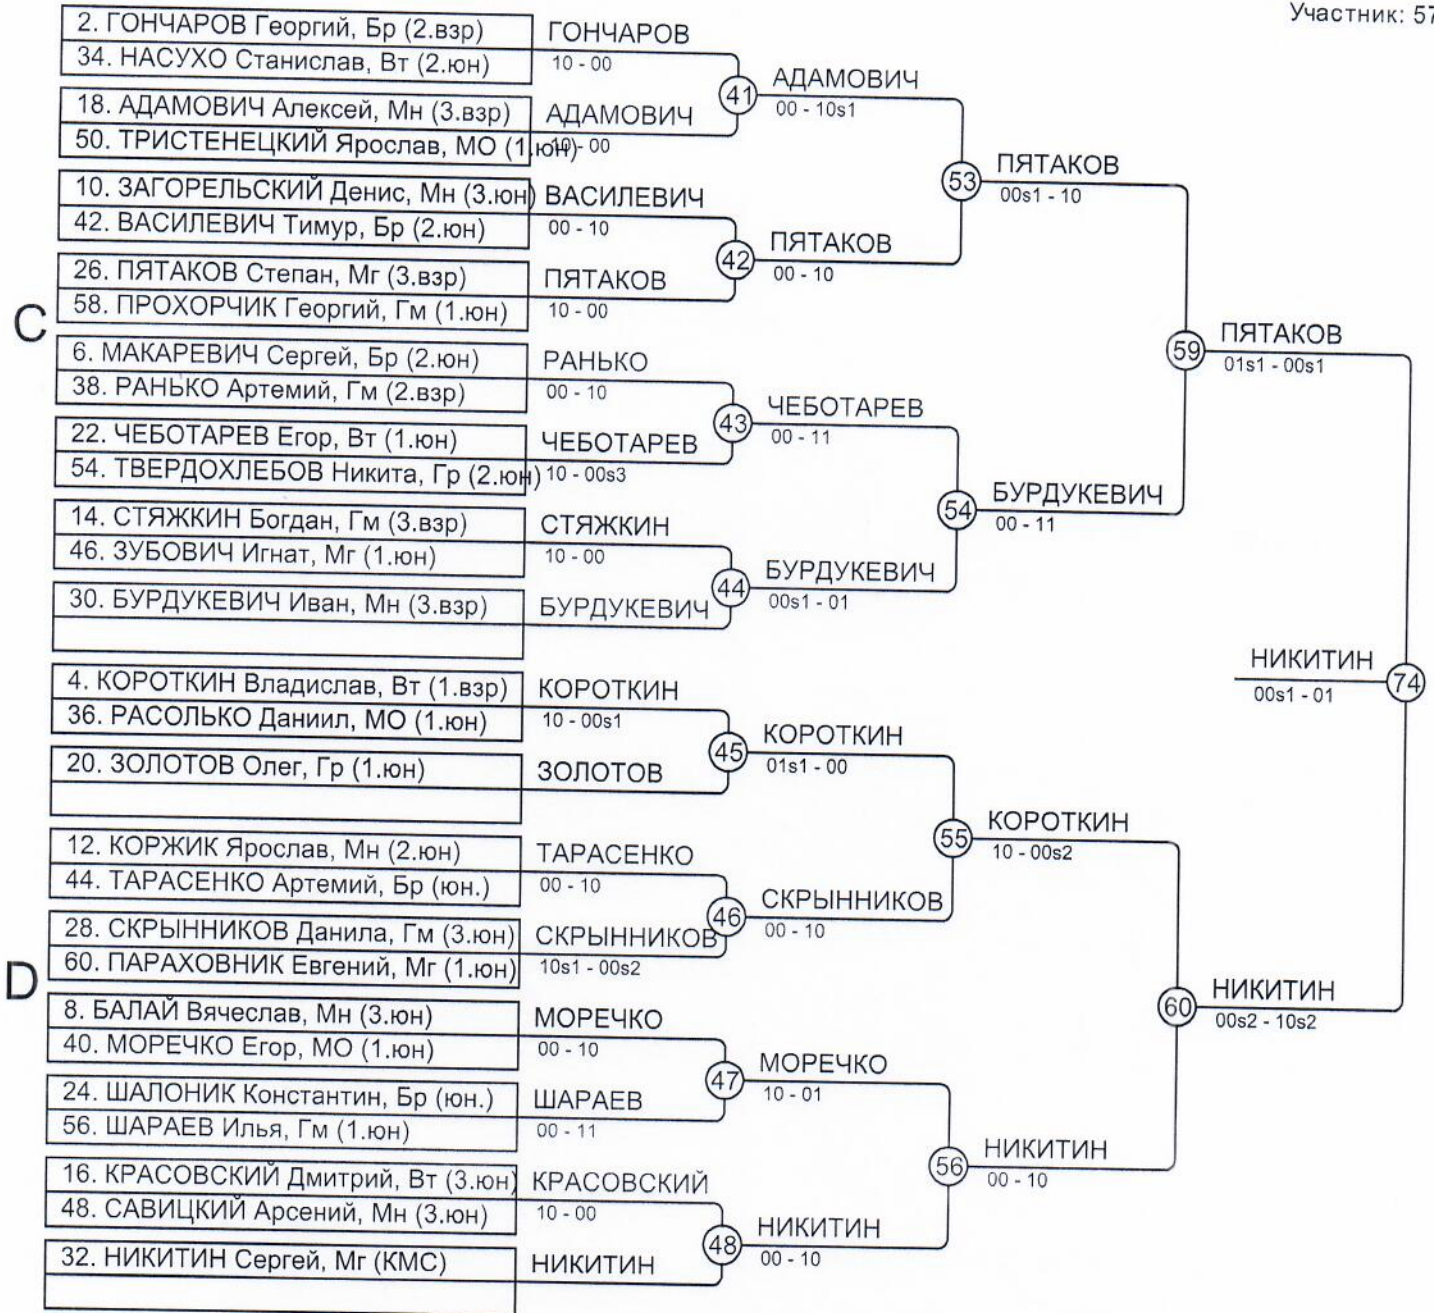 Участник: 57
2. ГОНЧАРОВ Георгий, Бр (2.взр)
34. НАСУХО Станислав, Вт (2.юн)
ГОНЧАРОВ
10 - 00
18. АДАМОВИЧ Алексей, Мн (3.взр)
50. ТРИСТЕНЕЦКИЙ Ярослав, МО (1.юн)
АДАМОВИЧ
10 - 00
41
АДАМОВИЧ
00 - 10s1
10. ЗАГОРЕЛЬСКИЙ Денис, Мн (3.юн)
42. ВАСИЛЕВИЧ Тимур, Бр (2.юн)
ВАСИЛЕВИЧ
00 - 10
26. ПЯТАКОВ Степан, Мг (3.взр)
58. ПРОХОРЧИК Георгий, Гм (1.юн)
ПЯТАКОВ
10 - 00
42
ПЯТАКОВ
00 - 10
53
ПЯТАКОВ
00s1 - 10
C
6. МАКАРЕВИЧ Сергей, Бр (2.юн)
38. РАНЬКО Артемий, Гм (2.взр)
РАНЬКО
00 - 10
22. ЧЕБОТАРЕВ Егор, Вт (1.юн)
54. ТВЕРДОХЛЕБОВ Никита, Гр (2.юн)
ЧЕБОТАРЕВ
10 - 00s3
43
ЧЕБОТАРЕВ
00 - 11
14. СТЯЖКИН Богдан, Гм (3.взр)
46. ЗУБОВИЧ Игнат, Мг (1.юн)
СТЯЖКИН
10 - 00
30. БУРДУКЕВИЧ Иван, Мн (3.взр)
БУРДУКЕВИЧ
44
БУРДУКЕВИЧ
00s1 - 01
54
БУРДУКЕВИЧ
00 - 11
59
ПЯТАКОВ
01s1 - 00s1
4. КОРОТКИН Владислав, Вт (1.взр)
36. РАСОЛЬКО Даниил, МО (1.юн)
КОРОТКИН
10 - 00s1
20. ЗОЛОТОВ Олег, Гр (1.юн)
ЗОЛОТОВ
45
КОРОТКИН
01s1 - 00
12. КОРЖИК Ярослав, Мн (2.юн)
44. ТАРАСЕНКО Артемий, Бр (юн.)
ТАРАСЕНКО
00 - 10
28. СКРЫННИКОВ Данила, Гм (3.юн)
60. ПАРАХОВНИК Евгений, Мг (1.юн)
СКРЫННИКОВ
10s1 - 00s2
46
СКРЫННИКОВ
00 - 10
55
КОРОТКИН
10 - 00s2
D
8. БАЛАЙ Вячеслав, Мн (3.юн)
40. МОРЕЧКО Егор, МО (1.юн)
МОРЕЧКО
00 - 10
24. ШАЛОНИК Константин, Бр (юн.)
56. ШАРАЕВ Илья, Гм (1.юн)
ШАРАЕВ
00 - 11
47
МОРЕЧКО
10 - 01
16. КРАСОВСКИЙ Дмитрий, Вт (3.юн)
48. САВИЦКИЙ Арсений, Мн (3.юн)
КРАСОВСКИЙ
10 - 00
32. НИКИТИН Сергей, Мг (КМС)
НИКИТИН
48
НИКИТИН
00 - 10
56
НИКИТИН
00 - 10
60
НИКИТИН
00s2 - 10s2
НИКИТИН
00s1 - 01
74